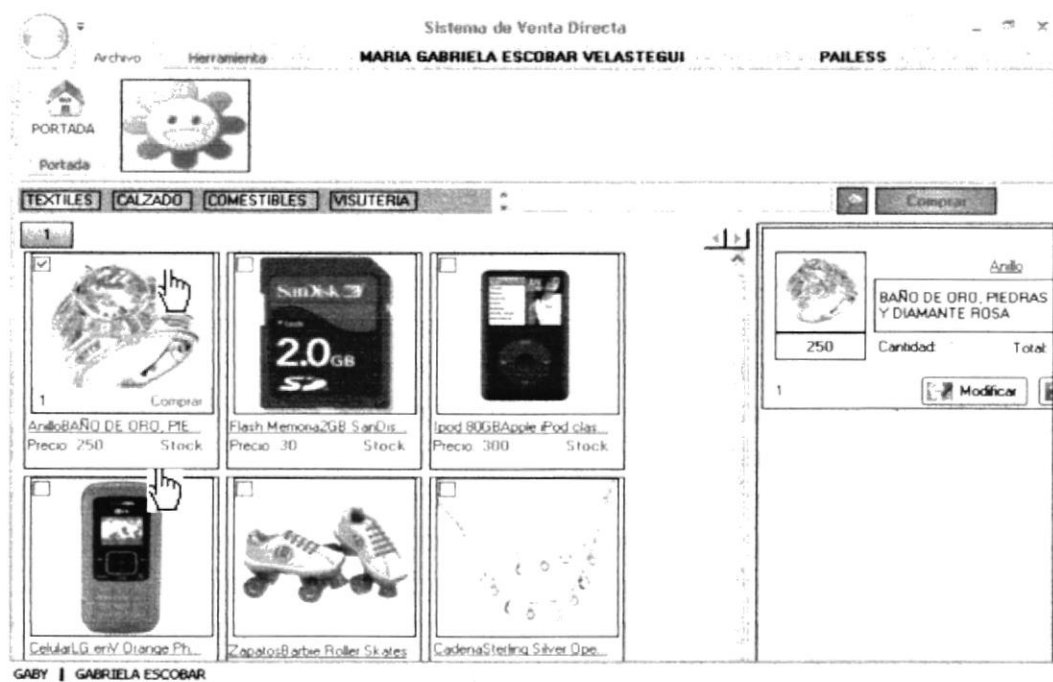 Sistema de Venta Directa
Archivo Herramienta MARIA GABRIELA ESCOBAR VELASTEGUI PAILESS
PORTADA
Portada
TEXTILES CALZADO COMESTIBLES VISUTERIA Comprar
1
SanDisk
2.0GB
SD
1 Comprar
AnilloBAÑO DE ORO, PIE...
Precio 250 Stock
Flash Memoria2GB SanDis...
Precio 30 Stock
Ipod 80GBApple iPod clas...
Precio 300 Stock
CelularLG enV Orange Ph...
ZapatosBarbie Roller Skates
CadenaSterling Silver Ope...
Anillo
BAÑO DE ORO, PIEDRAS
Y DIAMANTE ROSA
250 Cantidad: Total:
1 Modificar
GABY | GABRIELA ESCOBAR